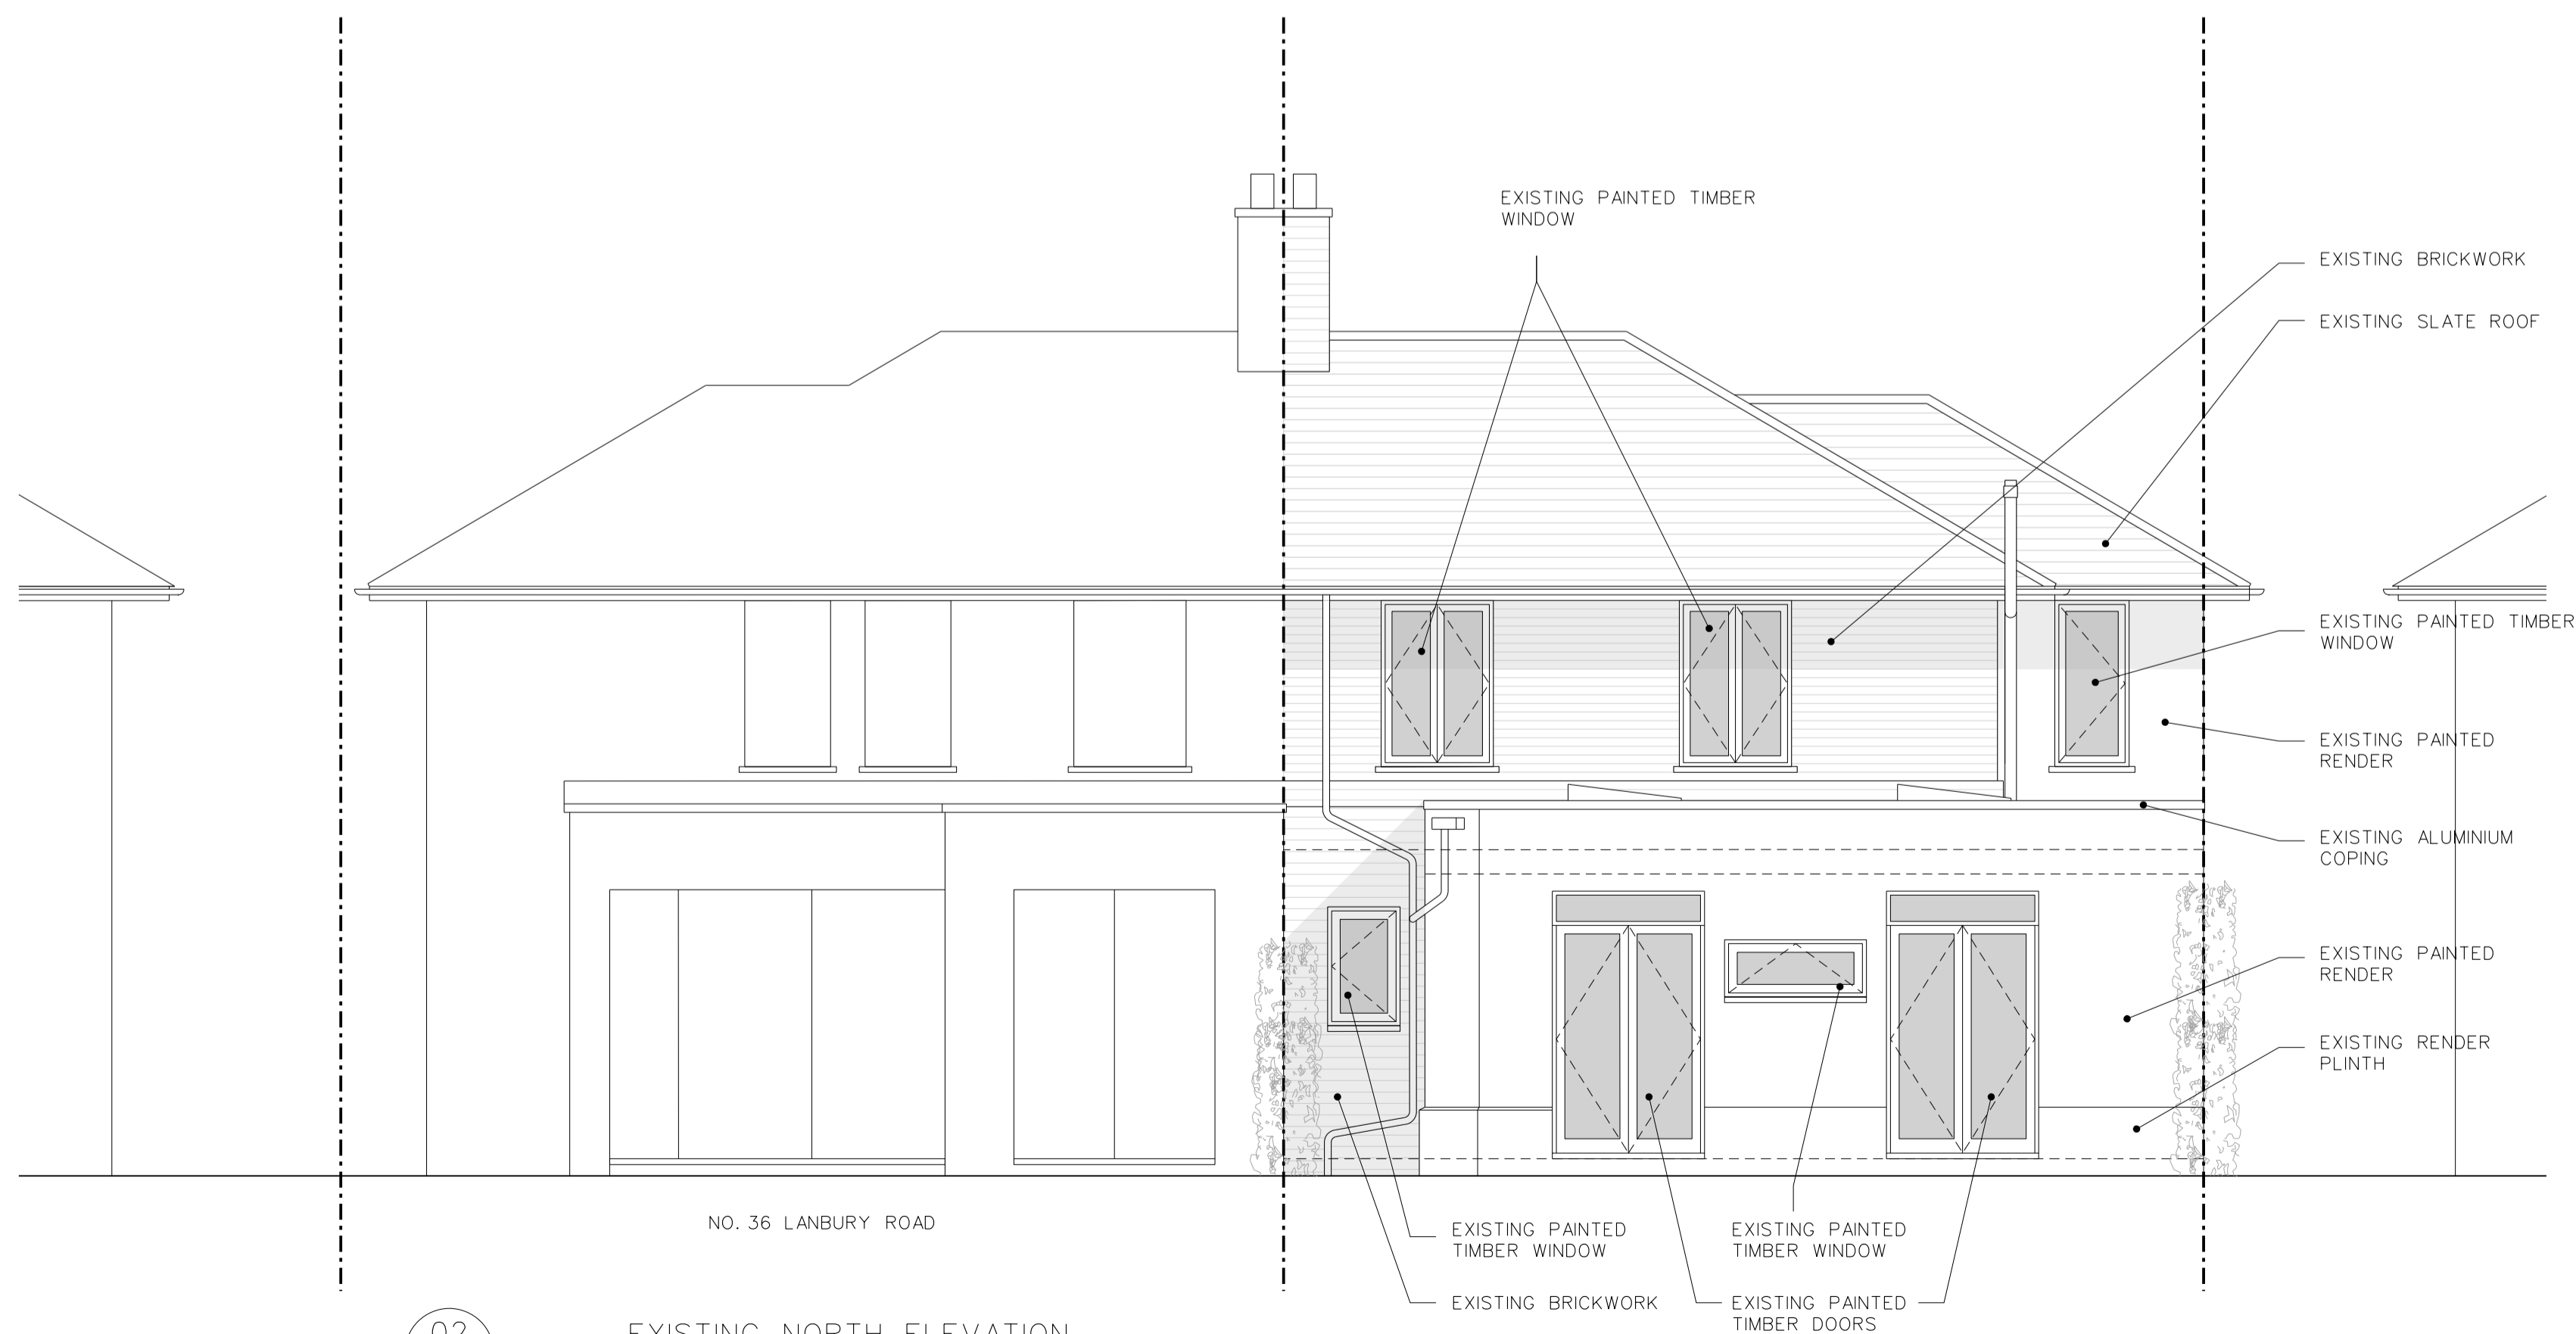 EXISTING PAINTED TIMBER
WINDOW
EXISTING BRICKWORK
EXISTING SLATE ROOF
EXISTING PAINTED TIMBER
WINDOW
EXISTING PAINTED
RENDER
EXISTING ALUMINIUM
COPING
EXISTING PAINTED
RENDER
EXISTING RENDER
PLINTH
NO. 36 LANBURY ROAD
EXISTING PAINTED
TIMBER WINDOW
EXISTING PAINTED
TIMBER WINDOW
EXISTING BRICKWORK
EXISTING PAINTED
TIMBER DOORS
02
EXISTING NORTH ELEVATION